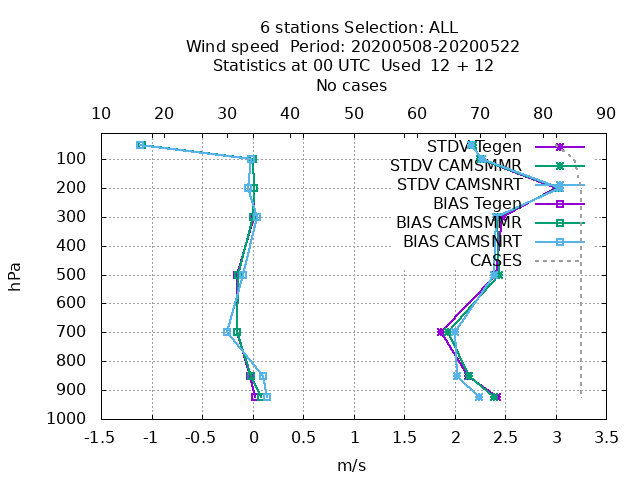 6 stations Selection: ALL
Wind speed  Period: 20200508-20200522
Statistics at 00 UTC  Used  12 + 12
No cases
10 20 30 40 50 60 70 80 90
STDV Tegen
STDV CAMSMMR
STDV CAMSNRT
BIAS Tegen
BIAS CAMSMMR
BIAS CAMSNRT
CASES
100
200
300
400
500
600
700
800
900
1000
hPa
-1.5 -1 -0.5 0 0.5 1 1.5 2 2.5 3 3.5
m/s